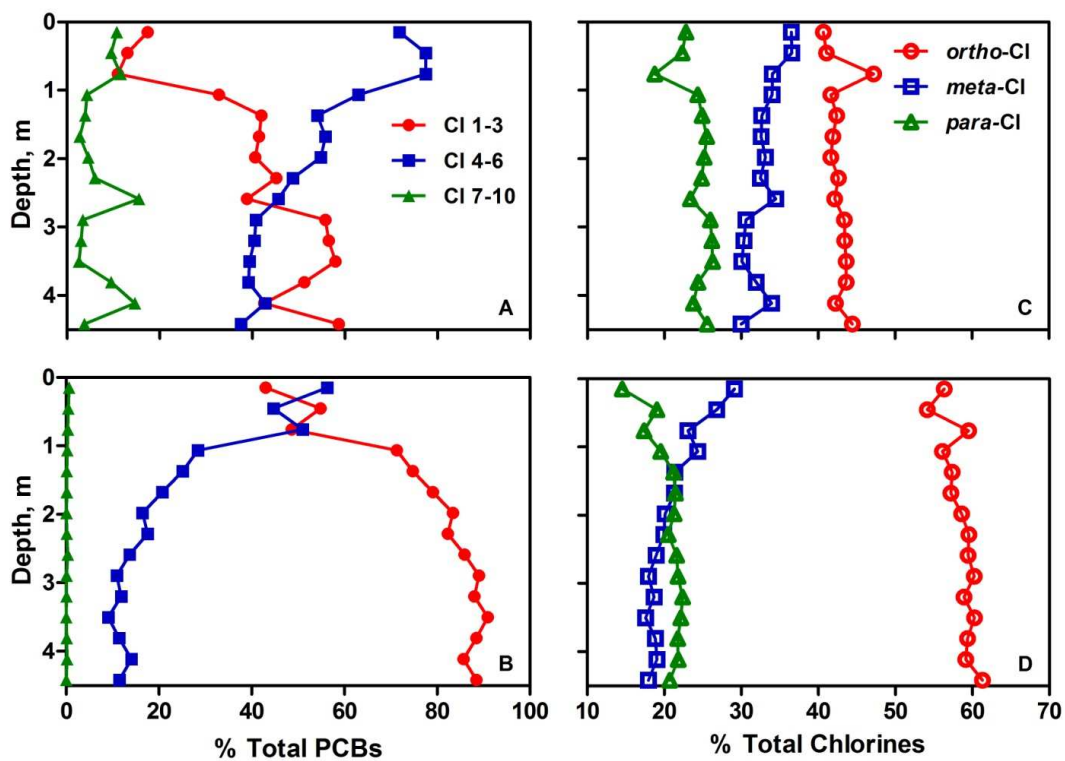 0
1
2
3
4
Depth, m
Cl 1-3
Cl 4-6
Cl 7-10
A
ortho-Cl
meta-Cl
para-Cl
C
0
1
2
3
4
Depth, m
B
D
0 20 40 60 80 100
10 20 30 40 50 60 70
% Total PCBs
% Total Chlorines